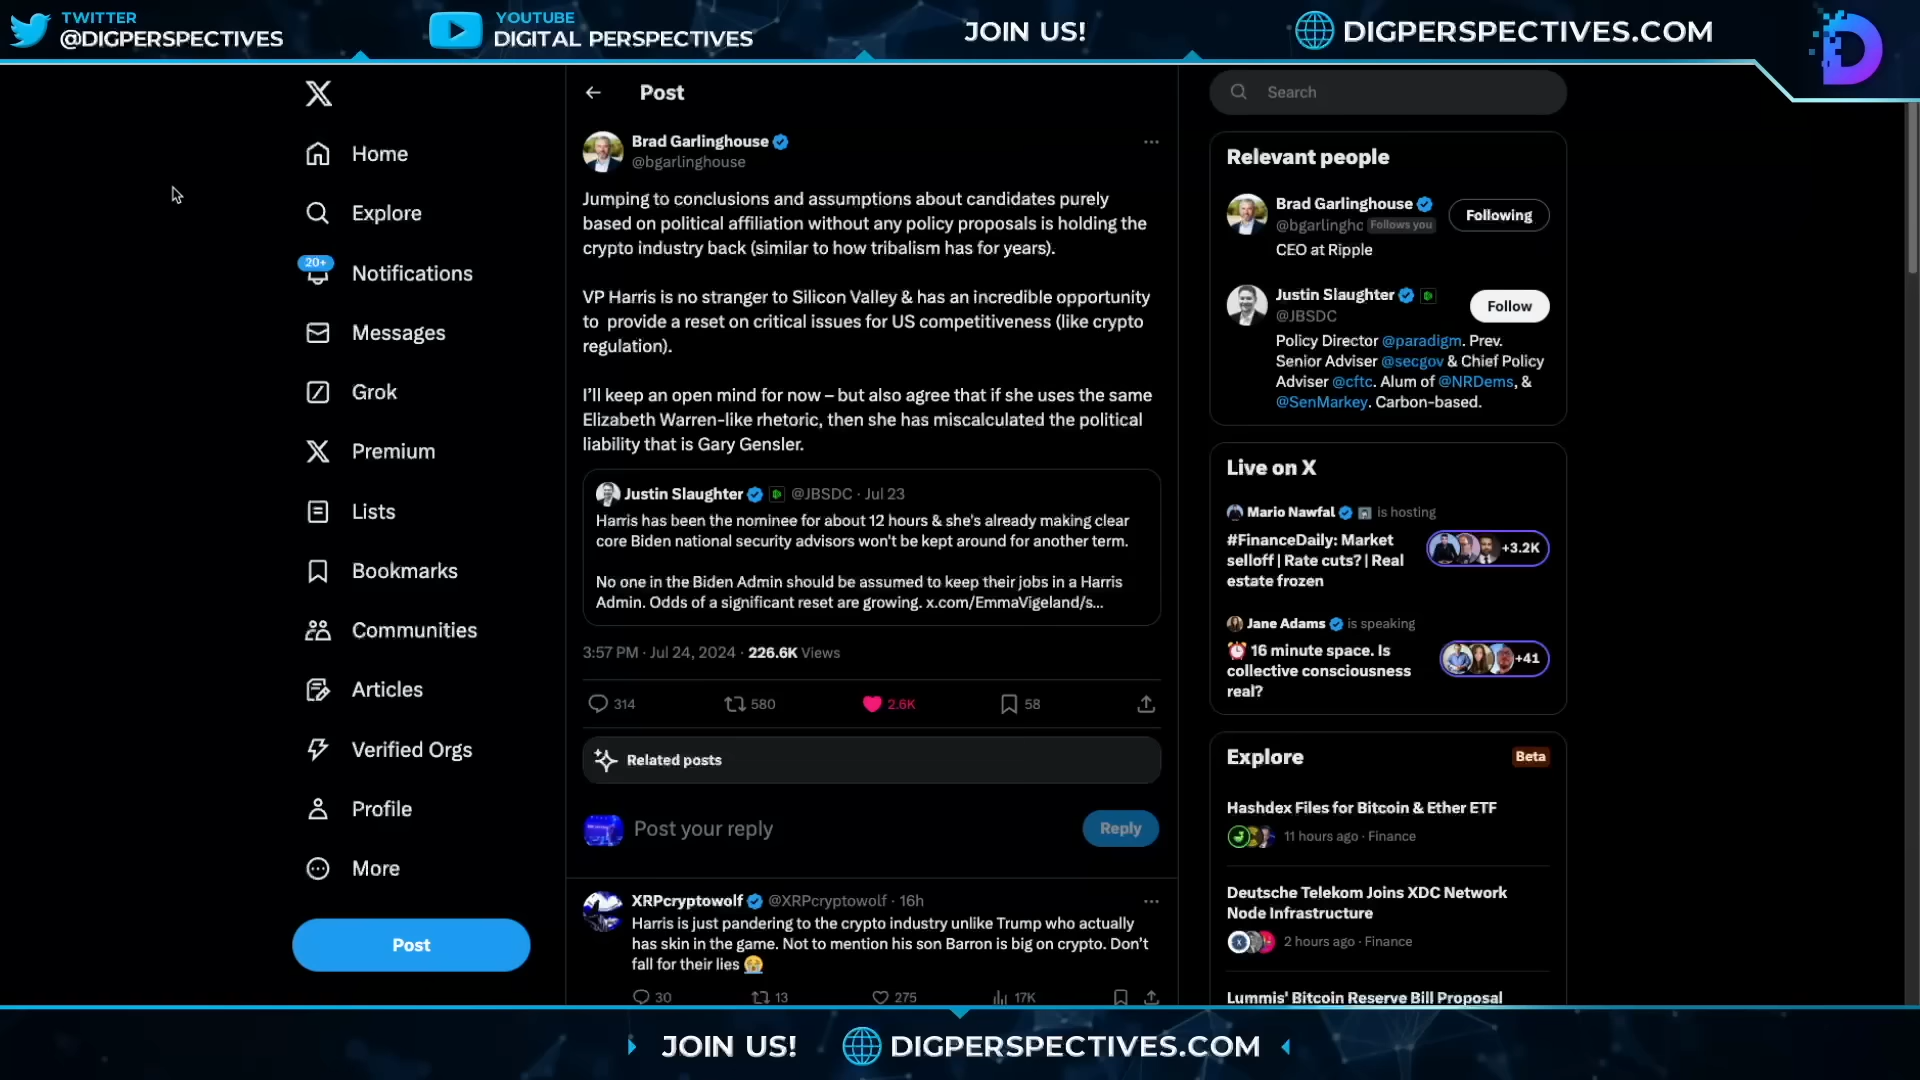 TWITTER
@DIGPERSPECTIVES
YOUTUBE
DIGITAL PERSPECTIVES
JOIN US!
DIGPERSPECTIVES.COM
Home
Explore
20+
Notifications
Messages
Grok
Premium
Lists
Bookmarks
Communities
Articles
Verified Orgs
Profile
More
Post
Post
Brad Garlinghouse
@bgarlinghouse
Jumping to conclusions and assumptions about candidates purely
based on political affiliation without any policy proposals is holding the
crypto industry back (similar to how tribalism has for years).
VP Harris is no stranger to Silicon Valley & has an incredible opportunity
to provide a reset on critical issues for US competitiveness (like crypto
regulation).
I'll keep an open mind for now – but also agree that if she uses the same
Elizabeth Warren-like rhetoric, then she has miscalculated the political
liability that is Gary Gensler.
Justin Slaughter @JBSDC · Jul 23
Harris has been the nominee for about 12 hours & she's already making clear
core Biden national security advisors won't be kept around for another term.
No one in the Biden Admin should be assumed to keep their jobs in a Harris
Admin. Odds of a significant reset are growing. x.com/EmmaVigeland/s...
3:57 PM · Jul 24, 2024 · 226.6K Views
314 580 2.6K 58
Related posts
Post your reply
Reply
XRPcryptowolf @XRPcryptowolf · 16h
Harris is just pandering to the crypto industry unlike Trump who actually
has skin in the game. Not to mention his son Barron is big on crypto. Don't
fall for their lies
30 13 275 17K
Search
Relevant people
Brad Garlinghouse
@bgarlinghc Follows you
Following
CEO at Ripple
Justin Slaughter
@JBSDC
Follow
Policy Director @paradigm. Prev.
Senior Adviser @secgov & Chief Policy
Adviser @cftc. Alum of @NRDems, &
@SenMarkey. Carbon-based.
Live on X
Mario Nawfal is hosting
#FinanceDaily: Market
selloff | Rate cuts? | Real
estate frozen
+3.2K
Jane Adams is speaking
16 minute space. Is
collective consciousness
real?
+41
Explore
Beta
Hashdex Files for Bitcoin & Ether ETF
11 hours ago · Finance
Deutsche Telekom Joins XDC Network
Node Infrastructure
2 hours ago · Finance
Lummis' Bitcoin Reserve Bill Proposal
JOIN US!
DIGPERSPECTIVES.COM